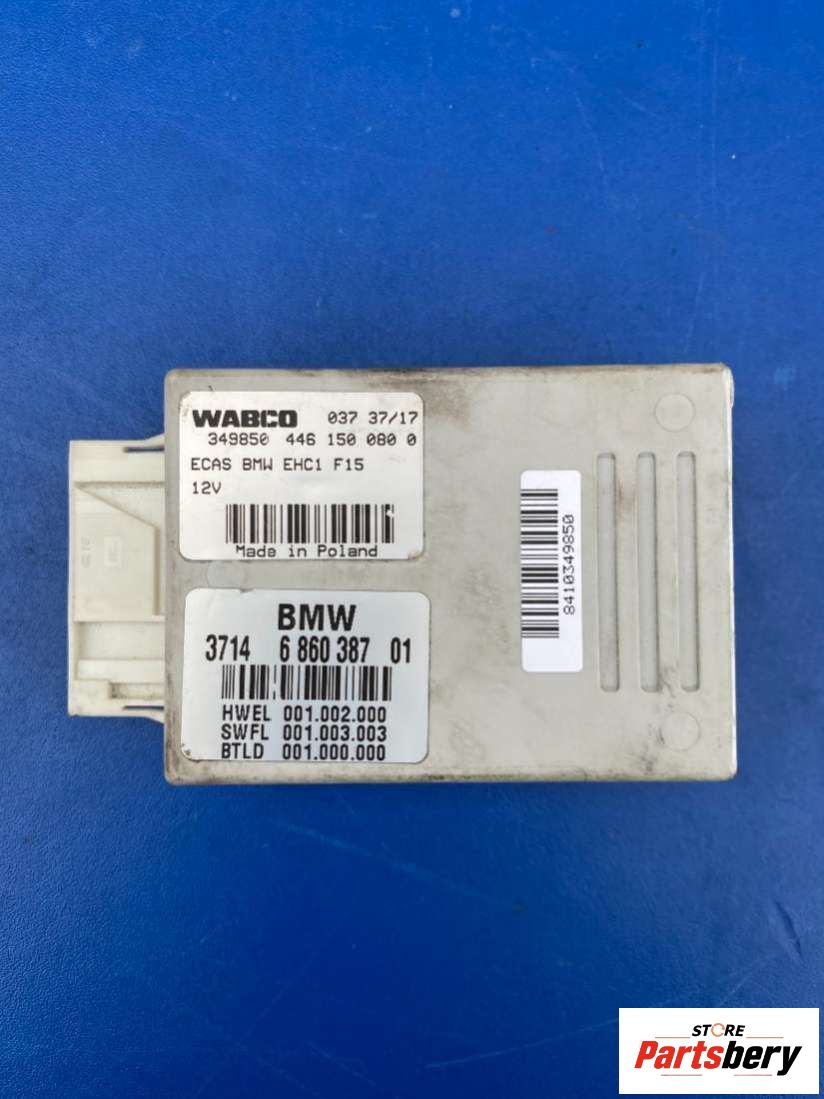 WABCO 037 37/17
349850 446 150 080 0
ECAS BMW EHC1 F15
12V
Made in Poland
BMW
3714 6 860 387 01
HWEL 001.002.000
SWFL 001.003.003
BTLD 001.000.000
8410349850
STORE
Partsbery